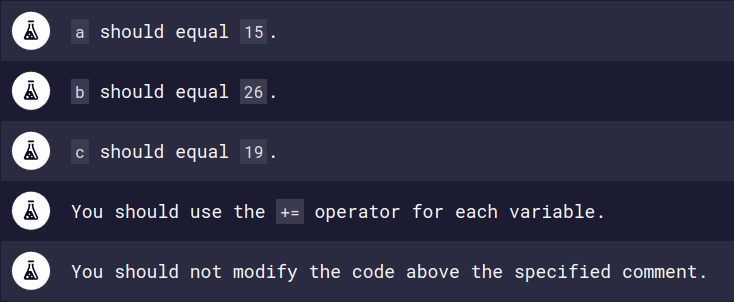 a should equal 15.
b should equal 26.
c should equal 19.
You should use the += operator for each variable.
You should not modify the code above the specified comment.